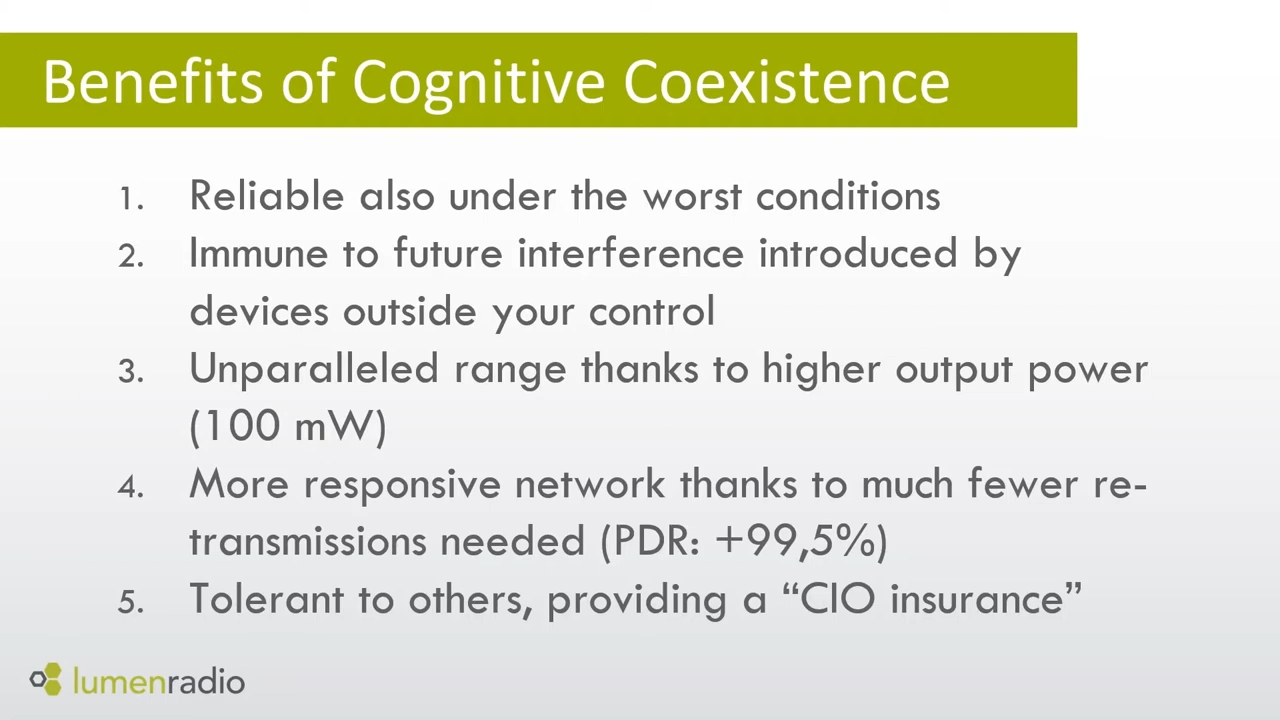 Benefits of Cognitive Coexistence
1. Reliable also under the worst conditions
2. Immune to future interference introduced by
devices outside your control
3. Unparalleled range thanks to higher output power
(100 mW)
4. More responsive network thanks to much fewer re-
transmissions needed (PDR: +99,5%)
5. Tolerant to others, providing a “CIO insurance”
lumenradio